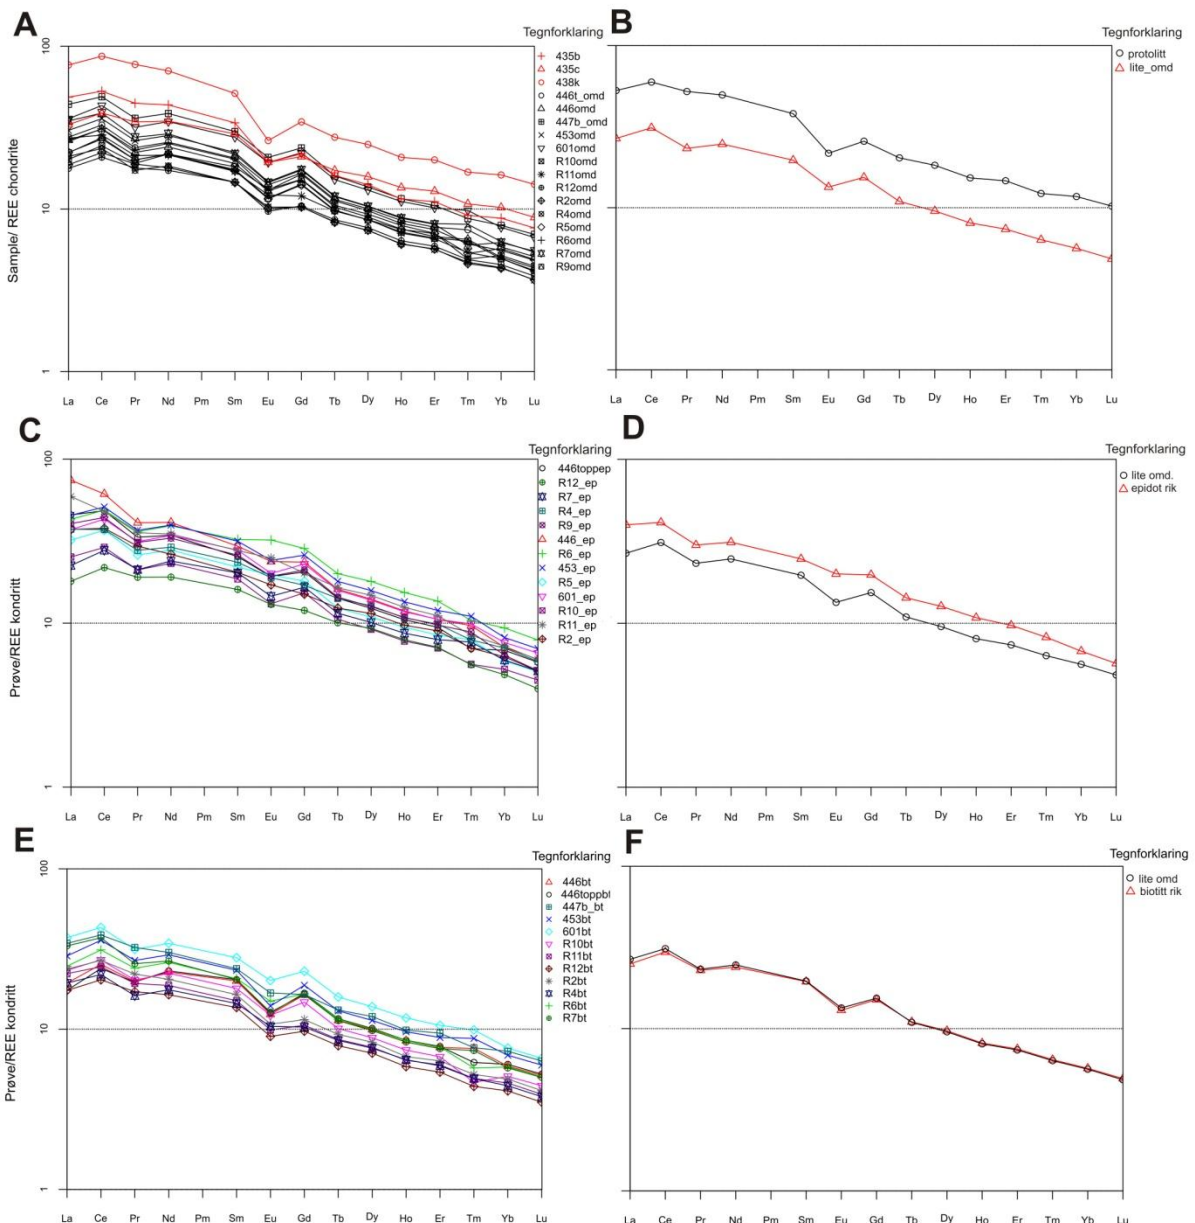 A
Tegnforklaring
Sample/ REE chondrite
100
10
1
435b
435c
438k
446t_omd
446omd
447b_omd
453omd
601omd
R10omd
R11omd
R12omd
R2omd
R4omd
R5omd
R6omd
R7omd
R9omd
La Ce Pr Nd Pm Sm Eu Gd Tb Dy Ho Er Tm Yb Lu
B
Tegnforklaring
protolitt
lite_omd
La Ce Pr Nd Pm Sm Eu Gd Tb Dy Ho Er Tm Yb Lu
C
Tegnforklaring
Prøve/REE kondritt
100
10
1
446toppep
R12_ep
R7_ep
R4_ep
R9_ep
446_ep
R6_ep
453_ep
R5_ep
601_ep
R10_ep
R11_ep
R2_ep
La Ce Pr Nd Pm Sm Eu Gd Tb Dy Ho Er Tm Yb Lu
D
Tegnforklaring
lite omd.
epidot rik
La Ce Pr Nd Pm Sm Eu Gd Tb Dy Ho Er Tm Yb Lu
E
Tegnforklaring
Prøve/REE kondritt
100
10
1
446bt
446toppbt
447b_bt
453bt
601bt
R10bt
R11bt
R12bt
R2bt
R4bt
R6bt
R7bt
La Ce Pr Nd Pm Sm Eu Gd Tb Dy Ho Er Tm Yb Lu
F
Tegnforklaring
lite omd
biotitt rik
La Ce Pr Nd Pm Sm Eu Gd Tb Dy Ho Er Tm Yb Lu